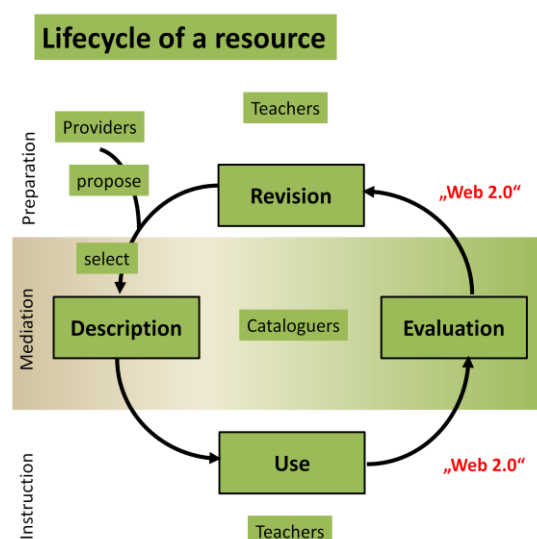 Lifecycle of a resource
Teachers
Providers
propose
Preparation
Revision
„Web 2.0“
select
Mediation
Description
Cataloguers
Evaluation
Instruction
Use
„Web 2.0“
Teachers